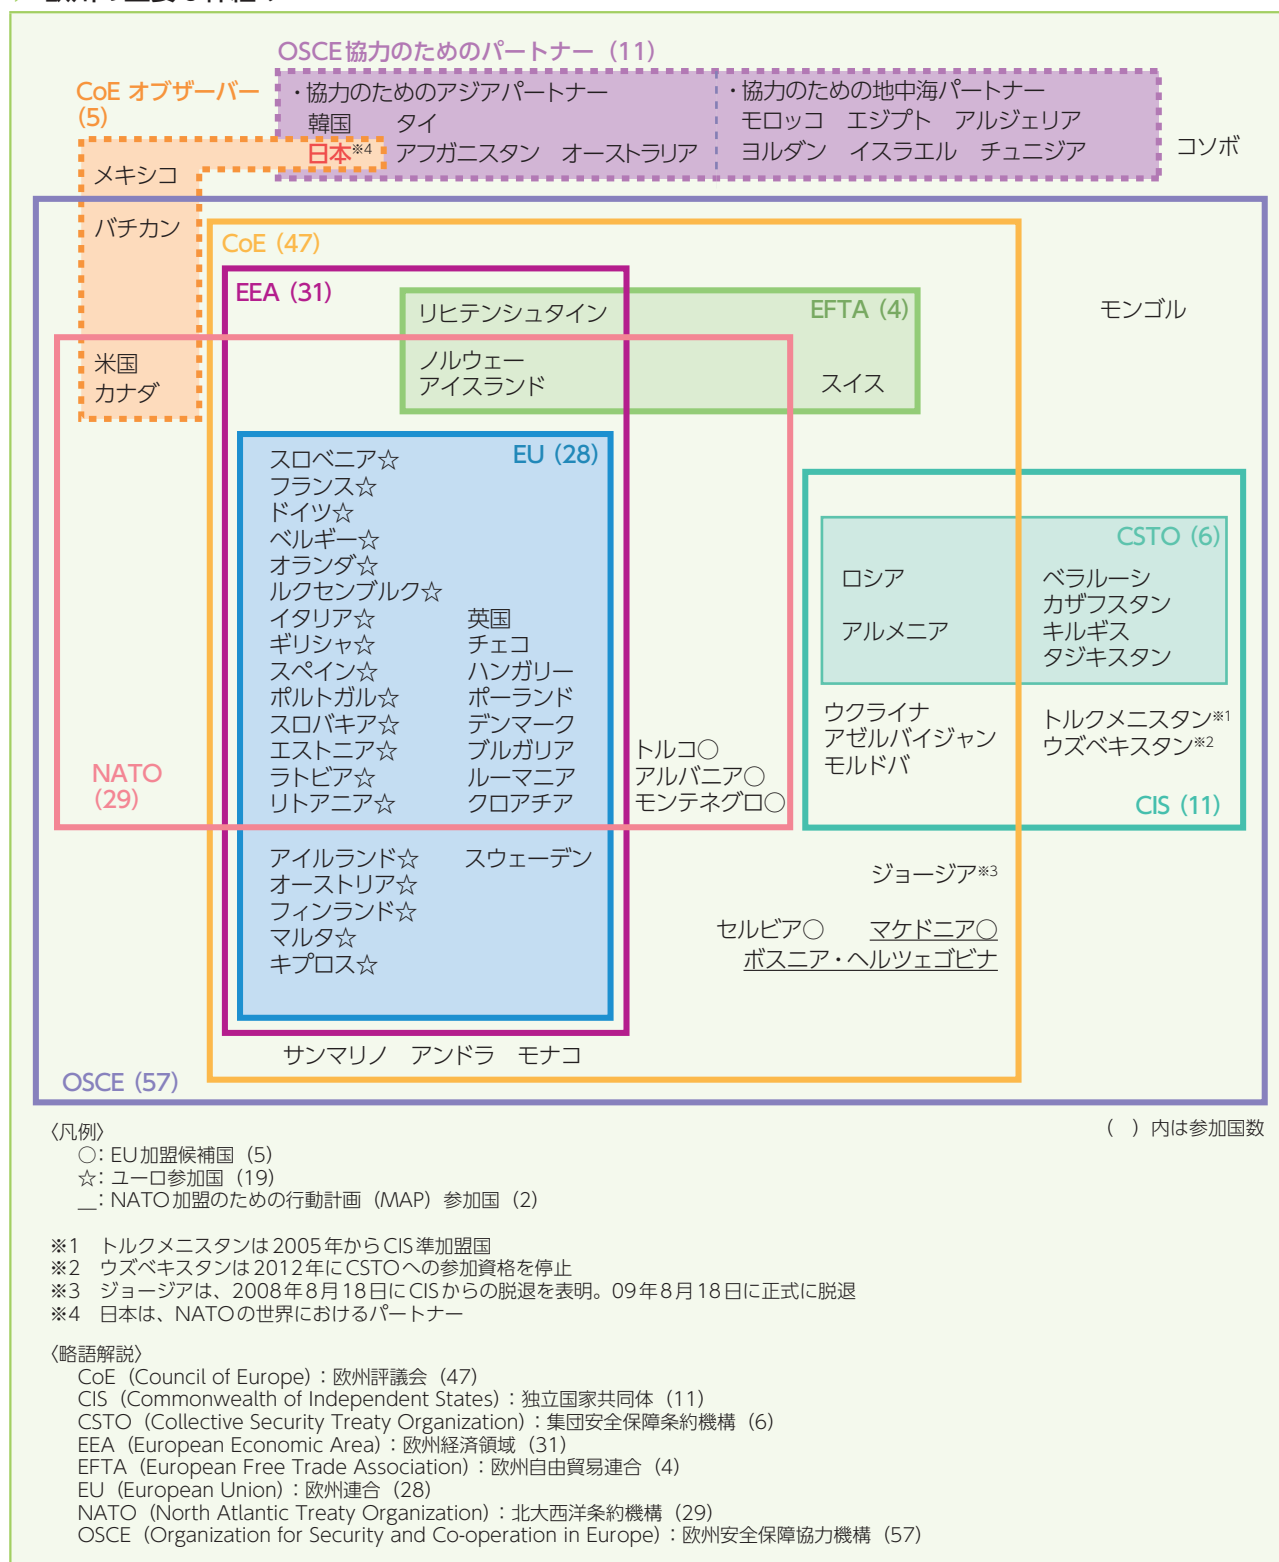 OSCE協力のためのパートナー（11）
CoE オブザーバー
(5)
・協力のためのアジアパートナー
韓国　タイ
日本※4　アフガニスタン　オーストラリア
・協力のための地中海パートナー
モロッコ　エジプト　アルジェリア
ヨルダン　イスラエル　チュニジア
コソボ
メキシコ
バチカン
米国
カナダ
CoE (47)
EEA (31)
リヒテンシュタイン
EFTA (4)
ノルウェー
アイスランド
スイス
モンゴル
EU (28)
スロベニア☆
フランス☆
ドイツ☆
ベルギー☆
オランダ☆
ルクセンブルク☆
イタリア☆　英国
ギリシャ☆　チェコ
スペイン☆　ハンガリー
ポルトガル☆　ポーランド
スロバキア☆　デンマーク
エストニア☆　ブルガリア
ラトビア☆　ルーマニア
リトアニア☆　クロアチア
NATO
(29)
トルコ○
アルバニア○
モンテネグロ○
CSTO (6)
ロシア　ベラルーシ
カザフスタン
アルメニア　キルギス
タジキスタン
ウクライナ
アゼルバイジャン
モルドバ
トルクメニスタン※1
ウズベキスタン※2
CIS (11)
アイルランド☆　スウェーデン
オーストリア☆
フィンランド☆
マルタ☆
キプロス☆
ジョージア※3
セルビア○　マケドニア○
ボスニア・ヘルツェゴビナ
サンマリノ　アンドラ　モナコ
OSCE (57)
（　）内は参加国数
〈凡例〉
○：EU加盟候補国（5）
☆：ユーロ参加国（19）
＿：NATO加盟のための行動計画（MAP）参加国（2）
※1　トルクメニスタンは2005年からCIS準加盟国
※2　ウズベキスタンは2012年にCSTOへの参加資格を停止
※3　ジョージアは、2008年8月18日にCISからの脱退を表明。09年8月18日に正式に脱退
※4　日本は、NATOの世界におけるパートナー
〈略語解説〉
CoE（Council of Europe）：欧州評議会（47）
CIS（Commonwealth of Independent States）：独立国家共同体（11）
CSTO（Collective Security Treaty Organization）：集団安全保障条約機構（6）
EEA（European Economic Area）：欧州経済領域（31）
EFTA（European Free Trade Association）：欧州自由貿易連合（4）
EU（European Union）：欧州連合（28）
NATO（North Atlantic Treaty Organization）：北大西洋条約機構（29）
OSCE（Organization for Security and Co-operation in Europe）：欧州安全保障協力機構（57）